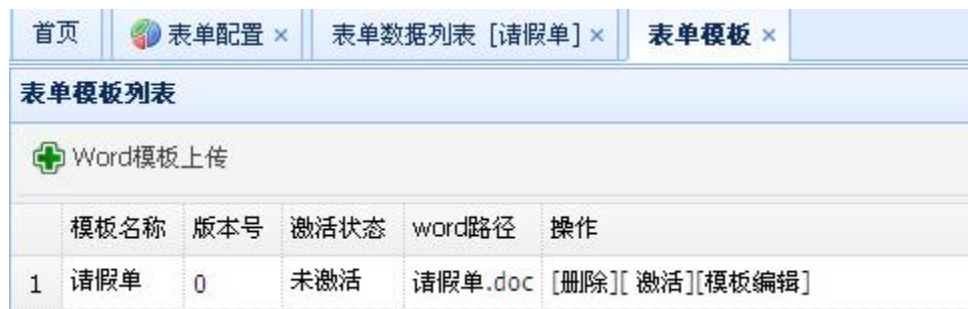 首页 表单配置 × 表单数据列表 [请假单] × 表单模板 ×
表单模板列表
Word模板上传
模板名称 版本号 激活状态 word路径 操作
1 请假单 0 未激活 请假单.doc [删除][ 激活][模板编辑]